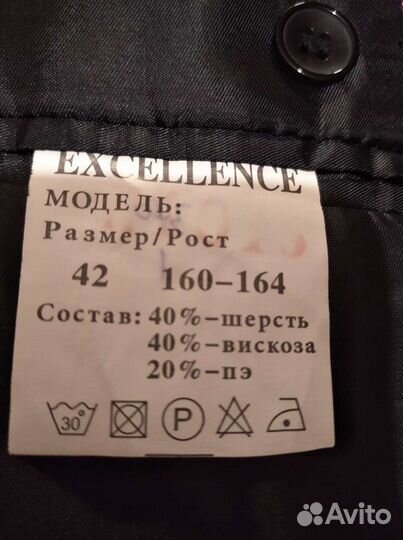 EXCELLENCE
МОДЕЛЬ:
Размер/Рост
42 160-164
Состав: 40%-шерсть
40%-вискоза
20%-пэ
30°
P
Avito